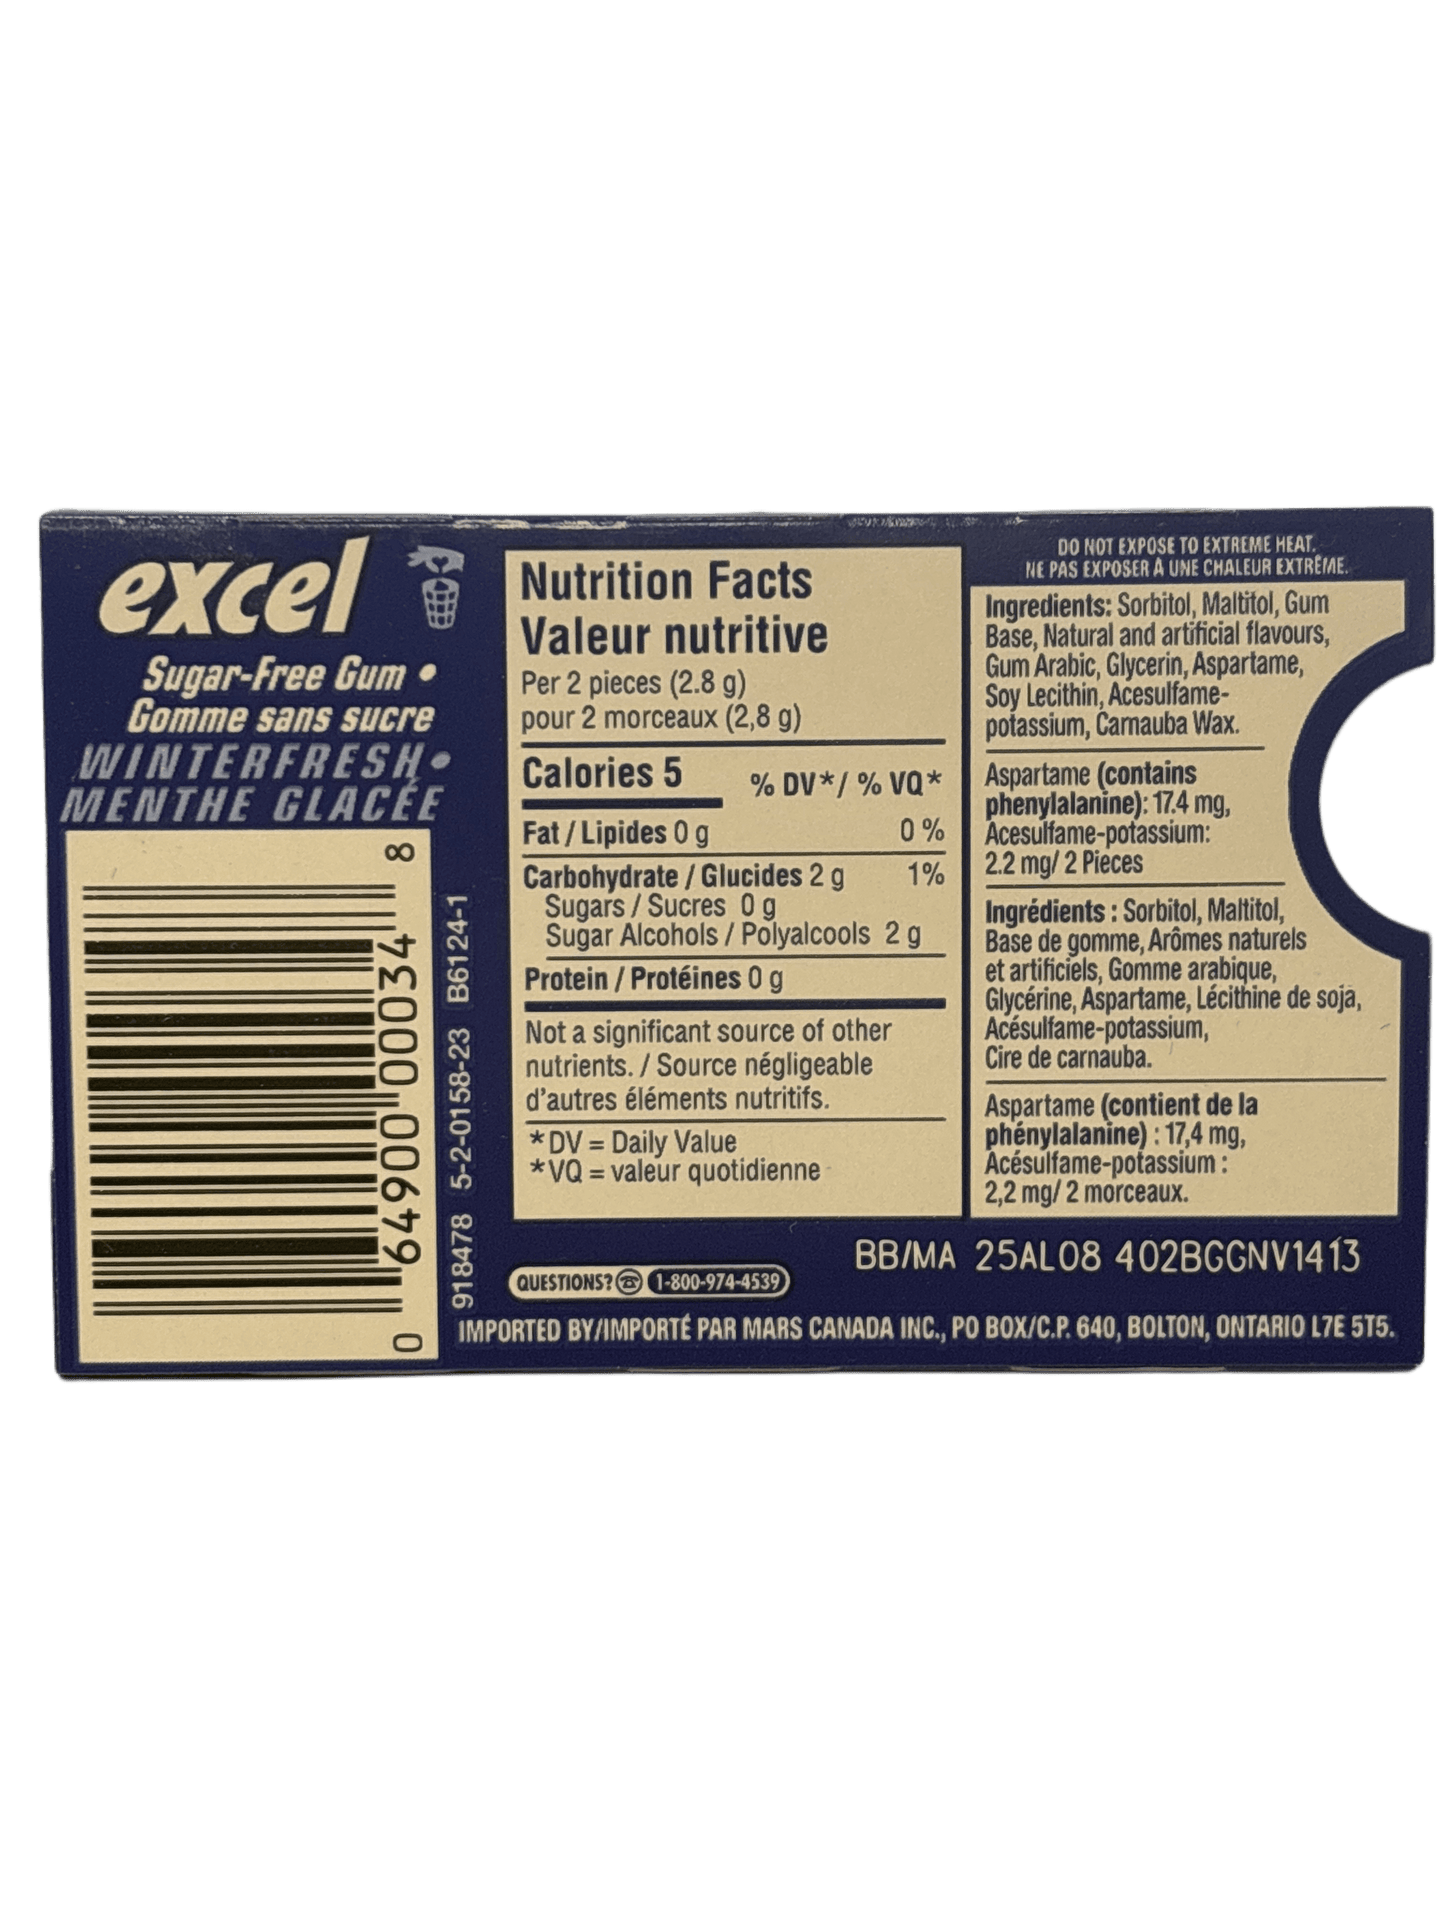 excel
Sugar-Free Gum •
Gomme sans sucre
WINTERFRESH •
MENTHE GLACÉE
0 64900 00034 8
918478 5-2-0158-23 B6124-1
Nutrition Facts
Valeur nutritive
Per 2 pieces (2.8 g)
pour 2 morceaux (2,8 g)
Calories 5
% DV* / % VQ*
Fat / Lipides 0 g 0 %
Carbohydrate / Glucides 2 g 1%
Sugars / Sucres 0 g
Sugar Alcohols / Polyalcools 2 g
Protein / Protéines 0 g
Not a significant source of other
nutrients. / Source négligeable
d'autres éléments nutritifs.
*DV = Daily Value
*VQ = valeur quotidienne
DO NOT EXPOSE TO EXTREME HEAT.
NE PAS EXPOSER À UNE CHALEUR EXTRÊME.
Ingredients: Sorbitol, Maltitol, Gum
Base, Natural and artificial flavours,
Gum Arabic, Glycerin, Aspartame,
Soy Lecithin, Acesulfame-
potassium, Carnauba Wax.
Aspartame (contains
phenylalanine): 17.4 mg,
Acesulfame-potassium:
2.2 mg/ 2 Pieces
Ingrédients : Sorbitol, Maltitol,
Base de gomme, Arômes naturels
et artificiels, Gomme arabique,
Glycérine, Aspartame, Lécithine de soja,
Acésulfame-potassium,
Cire de carnauba.
Aspartame (contient de la
phénylalanine) : 17,4 mg,
Acésulfame-potassium :
2,2 mg/ 2 morceaux.
BB/MA 25AL08 402BGGNV1413
QUESTIONS? 1-800-974-4539
IMPORTED BY/IMPORTÉ PAR MARS CANADA INC., PO BOX/C.P. 640, BOLTON, ONTARIO L7E 5T5.